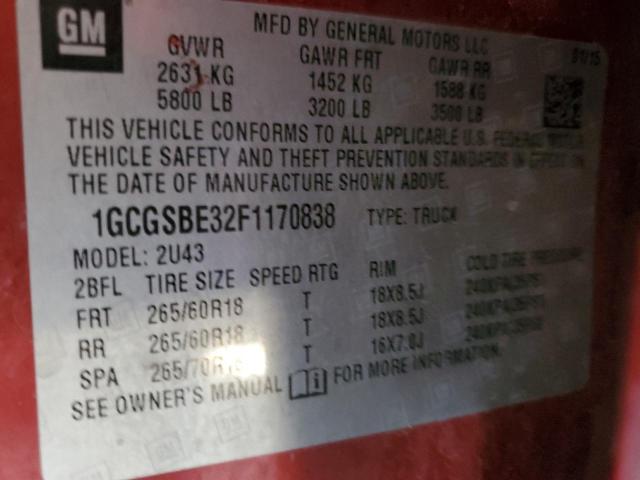 GM
MFD BY GENERAL MOTORS LLC
GVWR GAWR FRT GAWR RR 01/15
2631 KG 1452 KG 1588 KG
5800 LB 3200 LB 3500 LB
THIS VEHICLE CONFORMS TO ALL APPLICABLE U.S. FEDERAL MOTOR
VEHICLE SAFETY AND THEFT PREVENTION STANDARDS IN EFFECT ON
THE DATE OF MANUFACTURE SHOWN ABOVE.
1GCGSBE32F1170838 TYPE: TRUCK
MODEL: 2U43
2BFL TIRE SIZE SPEED RTG RIM COLD TIRE PRESSURE
FRT 265/60R18 T 18X8.5J
RR 265/60R18 T 18X8.5J
SPA 265/70R16 T 16X7.0J
SEE OWNER'S MANUAL FOR MORE INFORMATION.